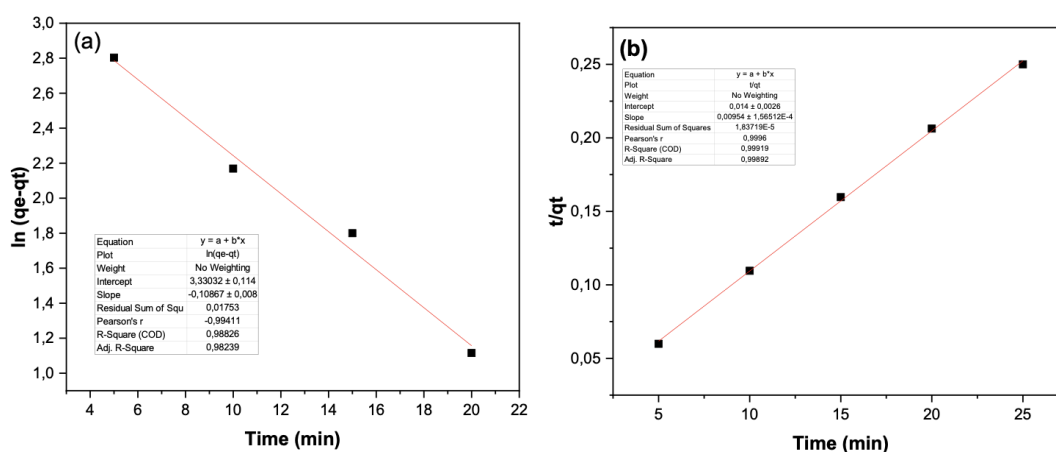 (a)
3,0
2,8
2,6
2,4
2,2
2,0
1,8
1,6
1,4
1,2
1,0
ln (qe-qt)
Equation y = a + b*x
Plot ln(qe-qt)
Weight No Weighting
Intercept 3,33032 ± 0,114
Slope -0,10867 ± 0,008
Residual Sum of Squ 0,01753
Pearson's r -0,99411
R-Square (COD) 0,98826
Adj. R-Square 0,98239
4 6 8 10 12 14 16 18 20 22
Time (min)
(b)
0,25
0,20
0,15
0,10
0,05
t/qt
Equation y = a + b*x
Plot t/qt
Weight No Weighting
Intercept 0,014 ± 0,0026
Slope 0,00954 ± 1,56512E-4
Residual Sum of Squares 1,83719E-5
Pearson's r 0,9996
R-Square (COD) 0,99919
Adj. R-Square 0,99892
5 10 15 20 25
Time (min)